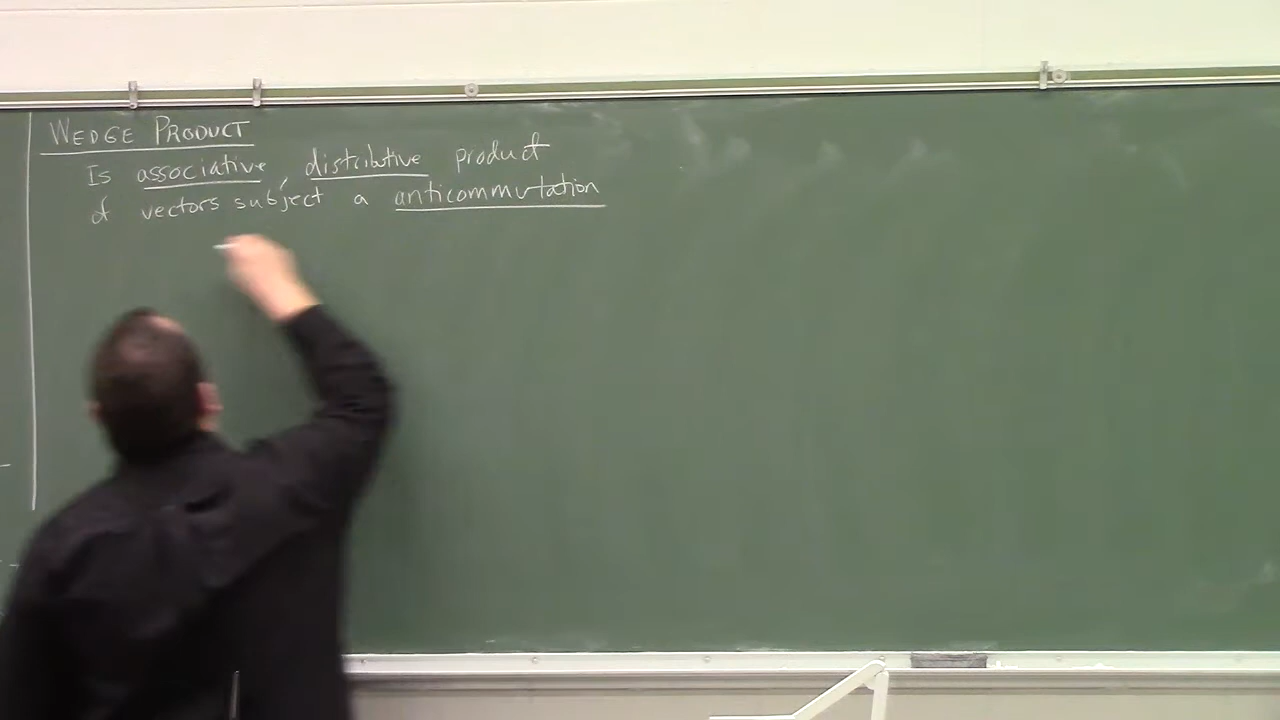 WEDGE PRODUCT
Is associative, distributive product
of vectors subject a anticommutation